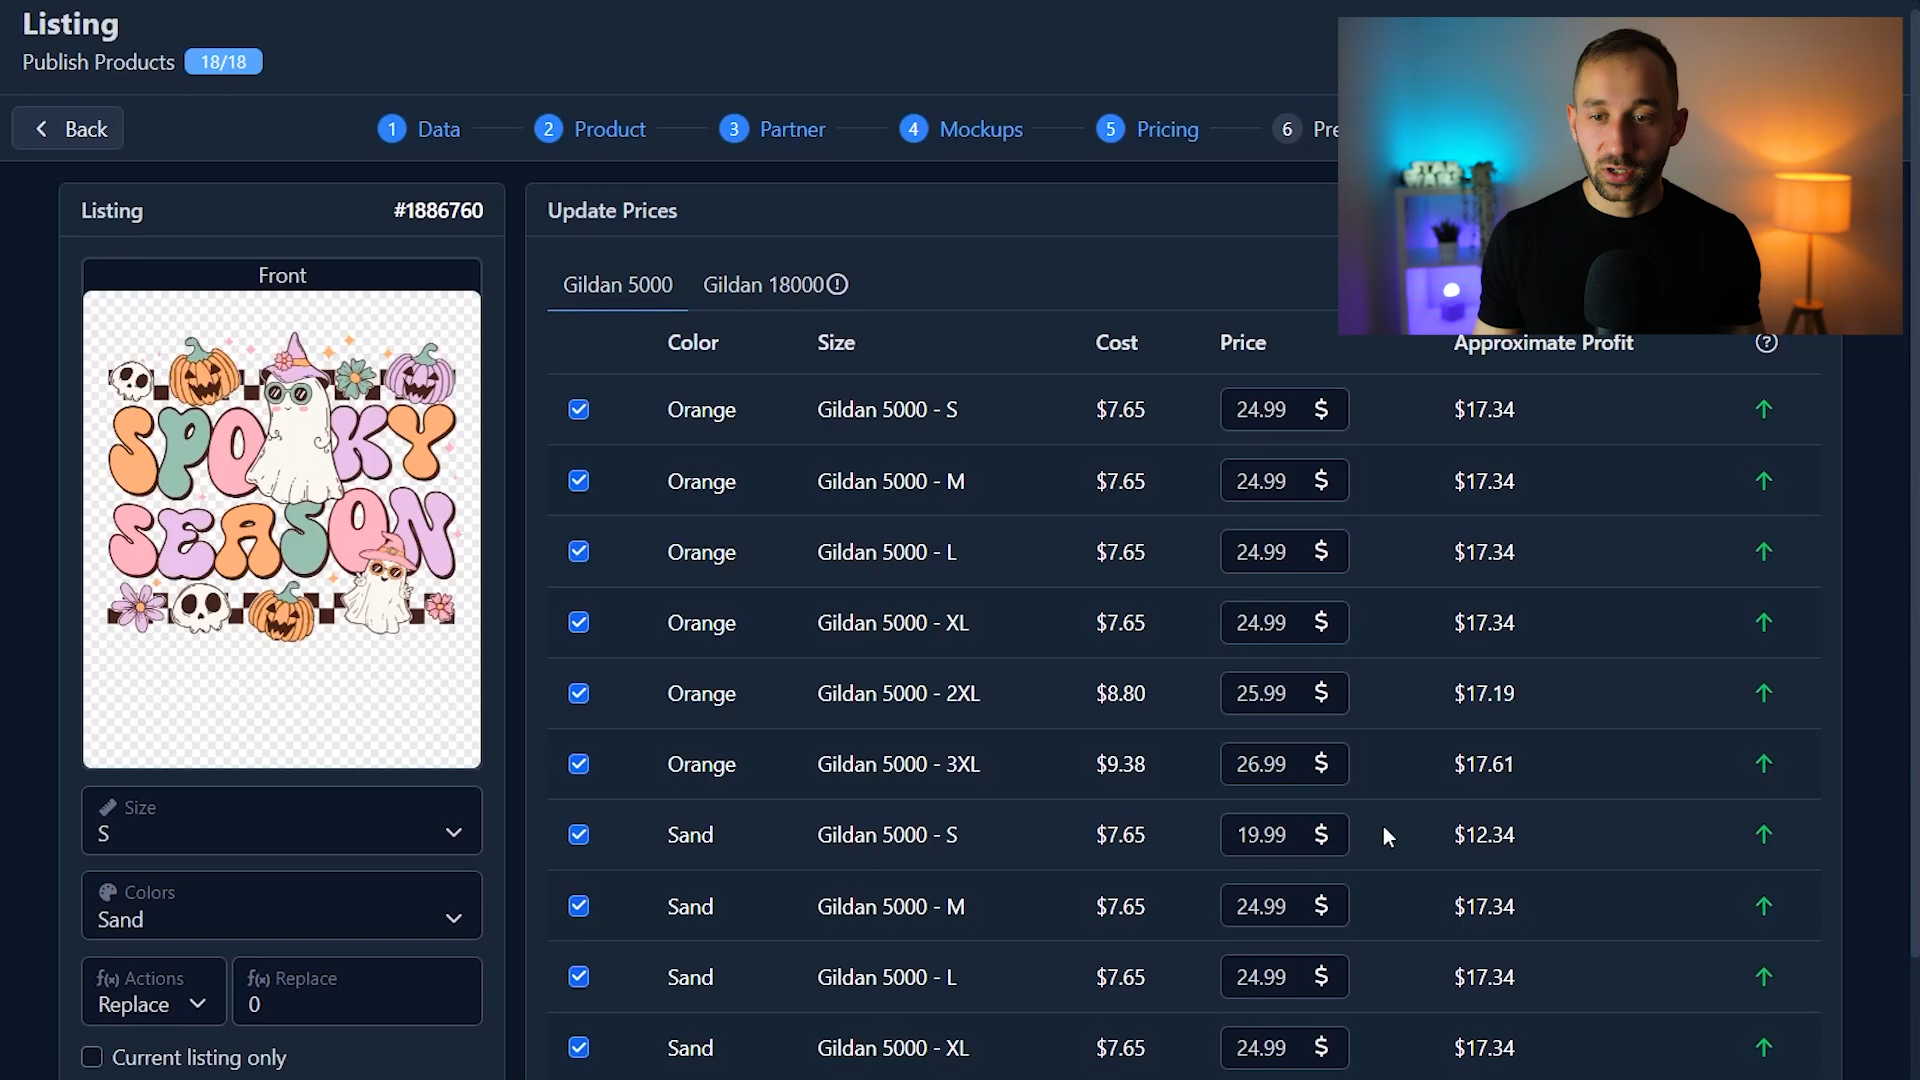 Listing
Publish Products 18/18
Back
1 Data
2 Product
3 Partner
4 Mockups
5 Pricing
6 Pre
Listing #1886760
Front
SPOOKY
SEASON
Size
S
Colors
Sand
f(x) Actions
Replace
f(x) Replace
0
Current listing only
Update Prices
Gildan 5000 Gildan 18000
Color Size Cost Price Approximate Profit
Orange Gildan 5000 - S $7.65 24.99 $ $17.34
Orange Gildan 5000 - M $7.65 24.99 $ $17.34
Orange Gildan 5000 - L $7.65 24.99 $ $17.34
Orange Gildan 5000 - XL $7.65 24.99 $ $17.34
Orange Gildan 5000 - 2XL $8.80 25.99 $ $17.19
Orange Gildan 5000 - 3XL $9.38 26.99 $ $17.61
Sand Gildan 5000 - S $7.65 19.99 $ $12.34
Sand Gildan 5000 - M $7.65 24.99 $ $17.34
Sand Gildan 5000 - L $7.65 24.99 $ $17.34
Sand Gildan 5000 - XL $7.65 24.99 $ $17.34
STAR WARS